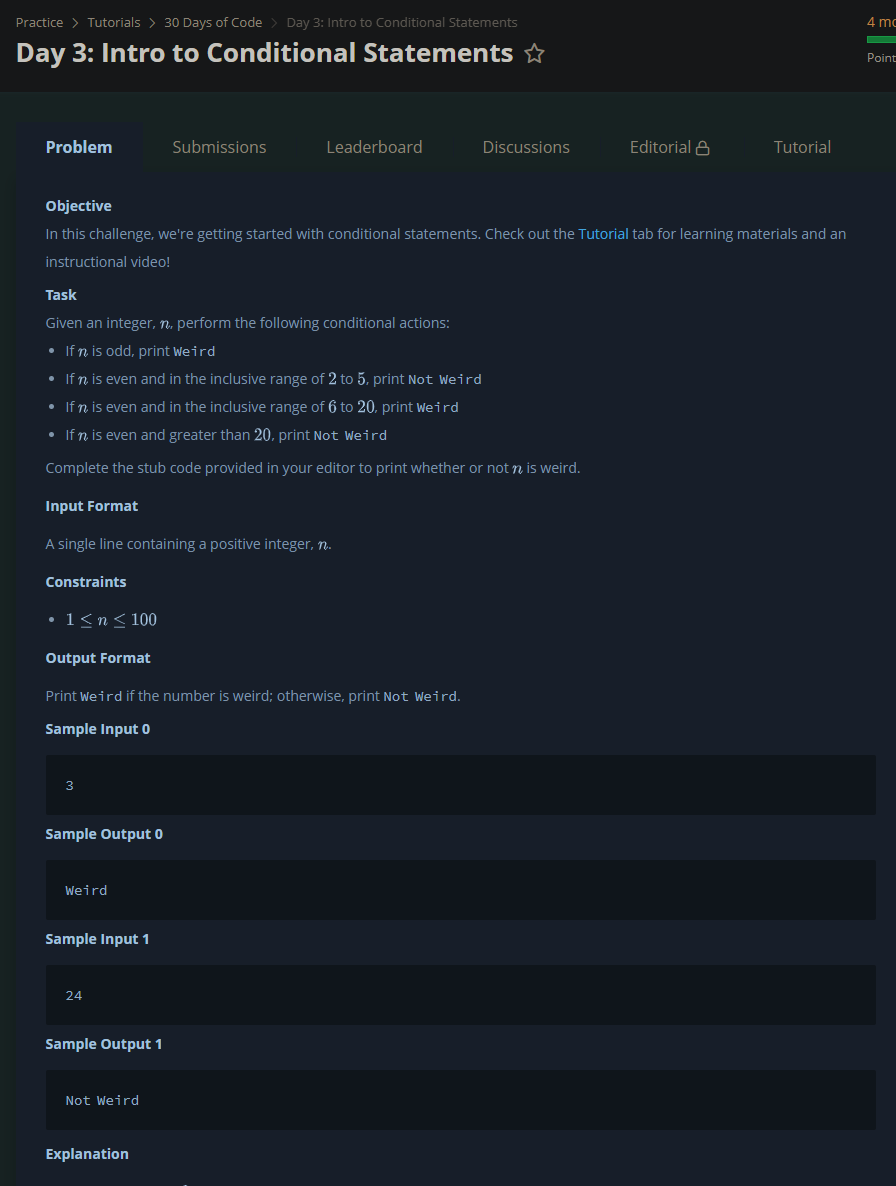 Practice > Tutorials > 30 Days of Code > Day 3: Intro to Conditional Statements
4 mo
Day 3: Intro to Conditional Statements
Point
Problem Submissions Leaderboard Discussions Editorial Tutorial
Objective
In this challenge, we're getting started with conditional statements. Check out the Tutorial tab for learning materials and an
instructional video!
Task
Given an integer, n, perform the following conditional actions:
• If n is odd, print Weird
• If n is even and in the inclusive range of 2 to 5, print Not Weird
• If n is even and in the inclusive range of 6 to 20, print Weird
• If n is even and greater than 20, print Not Weird
Complete the stub code provided in your editor to print whether or not n is weird.
Input Format
A single line containing a positive integer, n.
Constraints
• 1 ≤ n ≤ 100
Output Format
Print Weird if the number is weird; otherwise, print Not Weird.
Sample Input 0
3
Sample Output 0
Weird
Sample Input 1
24
Sample Output 1
Not Weird
Explanation